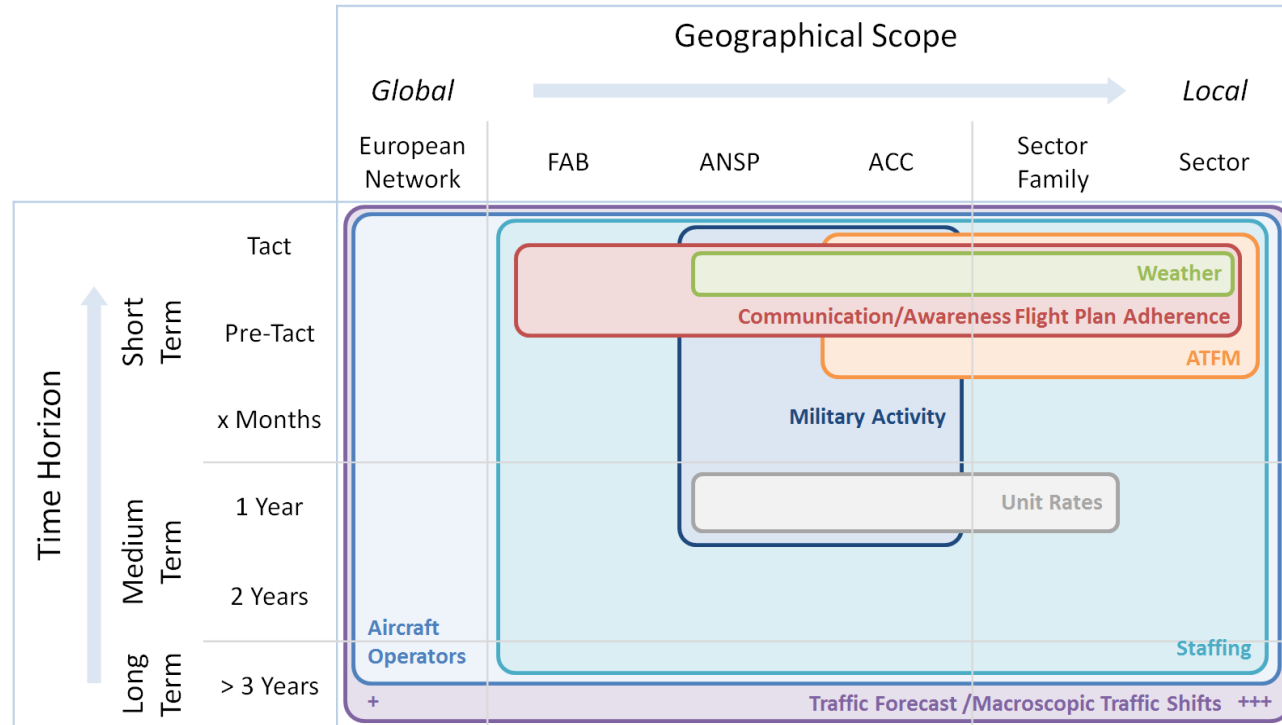 Geographical Scope
Global
Local
European
Network
FAB
ANSP
ACC
Sector
Family
Sector
Time Horizon
Short
Term
Medium
Term
Long
Term
Tact
Pre-Tact
x Months
1 Year
2 Years
> 3 Years
Weather
Communication/Awareness Flight Plan Adherence
ATFM
Military Activity
Unit Rates
Aircraft
Operators
Staffing
+
Traffic Forecast /Macroscopic Traffic Shifts +++